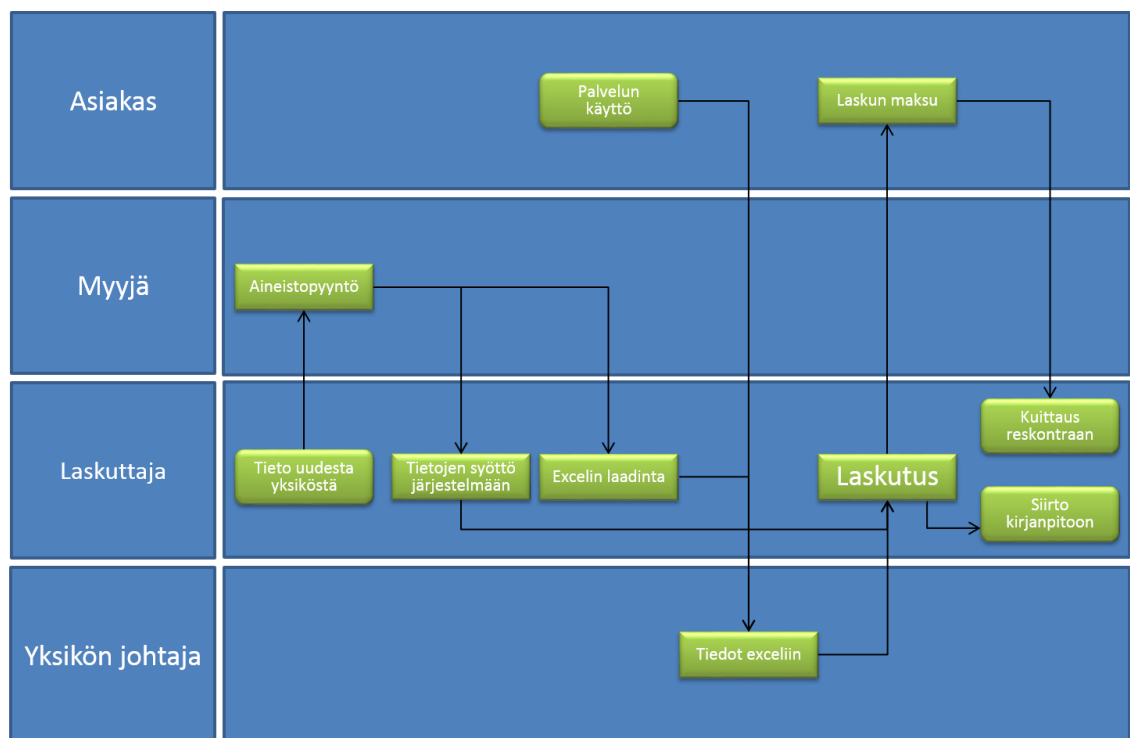 Asiakas
Palvelun
käyttö
Laskun maksu
Myyjä
Aineistopyyntö
Laskuttaja
Tieto uudesta
yksiköstä
Tietojen syöttö
järjestelmään
Excelin laadinta
Laskutus
Kuittaus
reskontraan
Siirto
kirjanpitoon
Yksikön johtaja
Tiedot exceliin